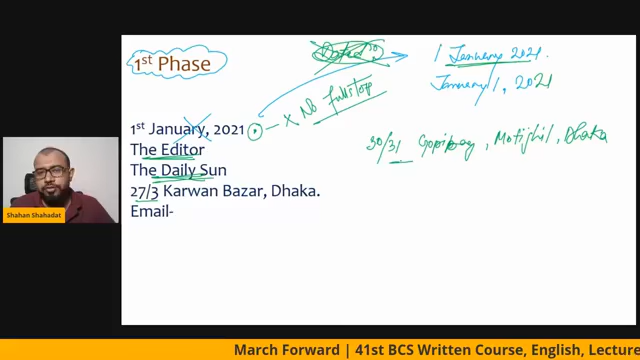 1st Phase
Dated:
1 January 2021.
January 1, 2021
X No fullstop
1st January, 2021
30/31 Gopibag, Motijhil, Dhaka
The Editor
The Daily Sun
27/3 Karwan Bazar, Dhaka.
Email-
Shahan Shahadat
March Forward | 41st BCS Written Course, English, Lecture